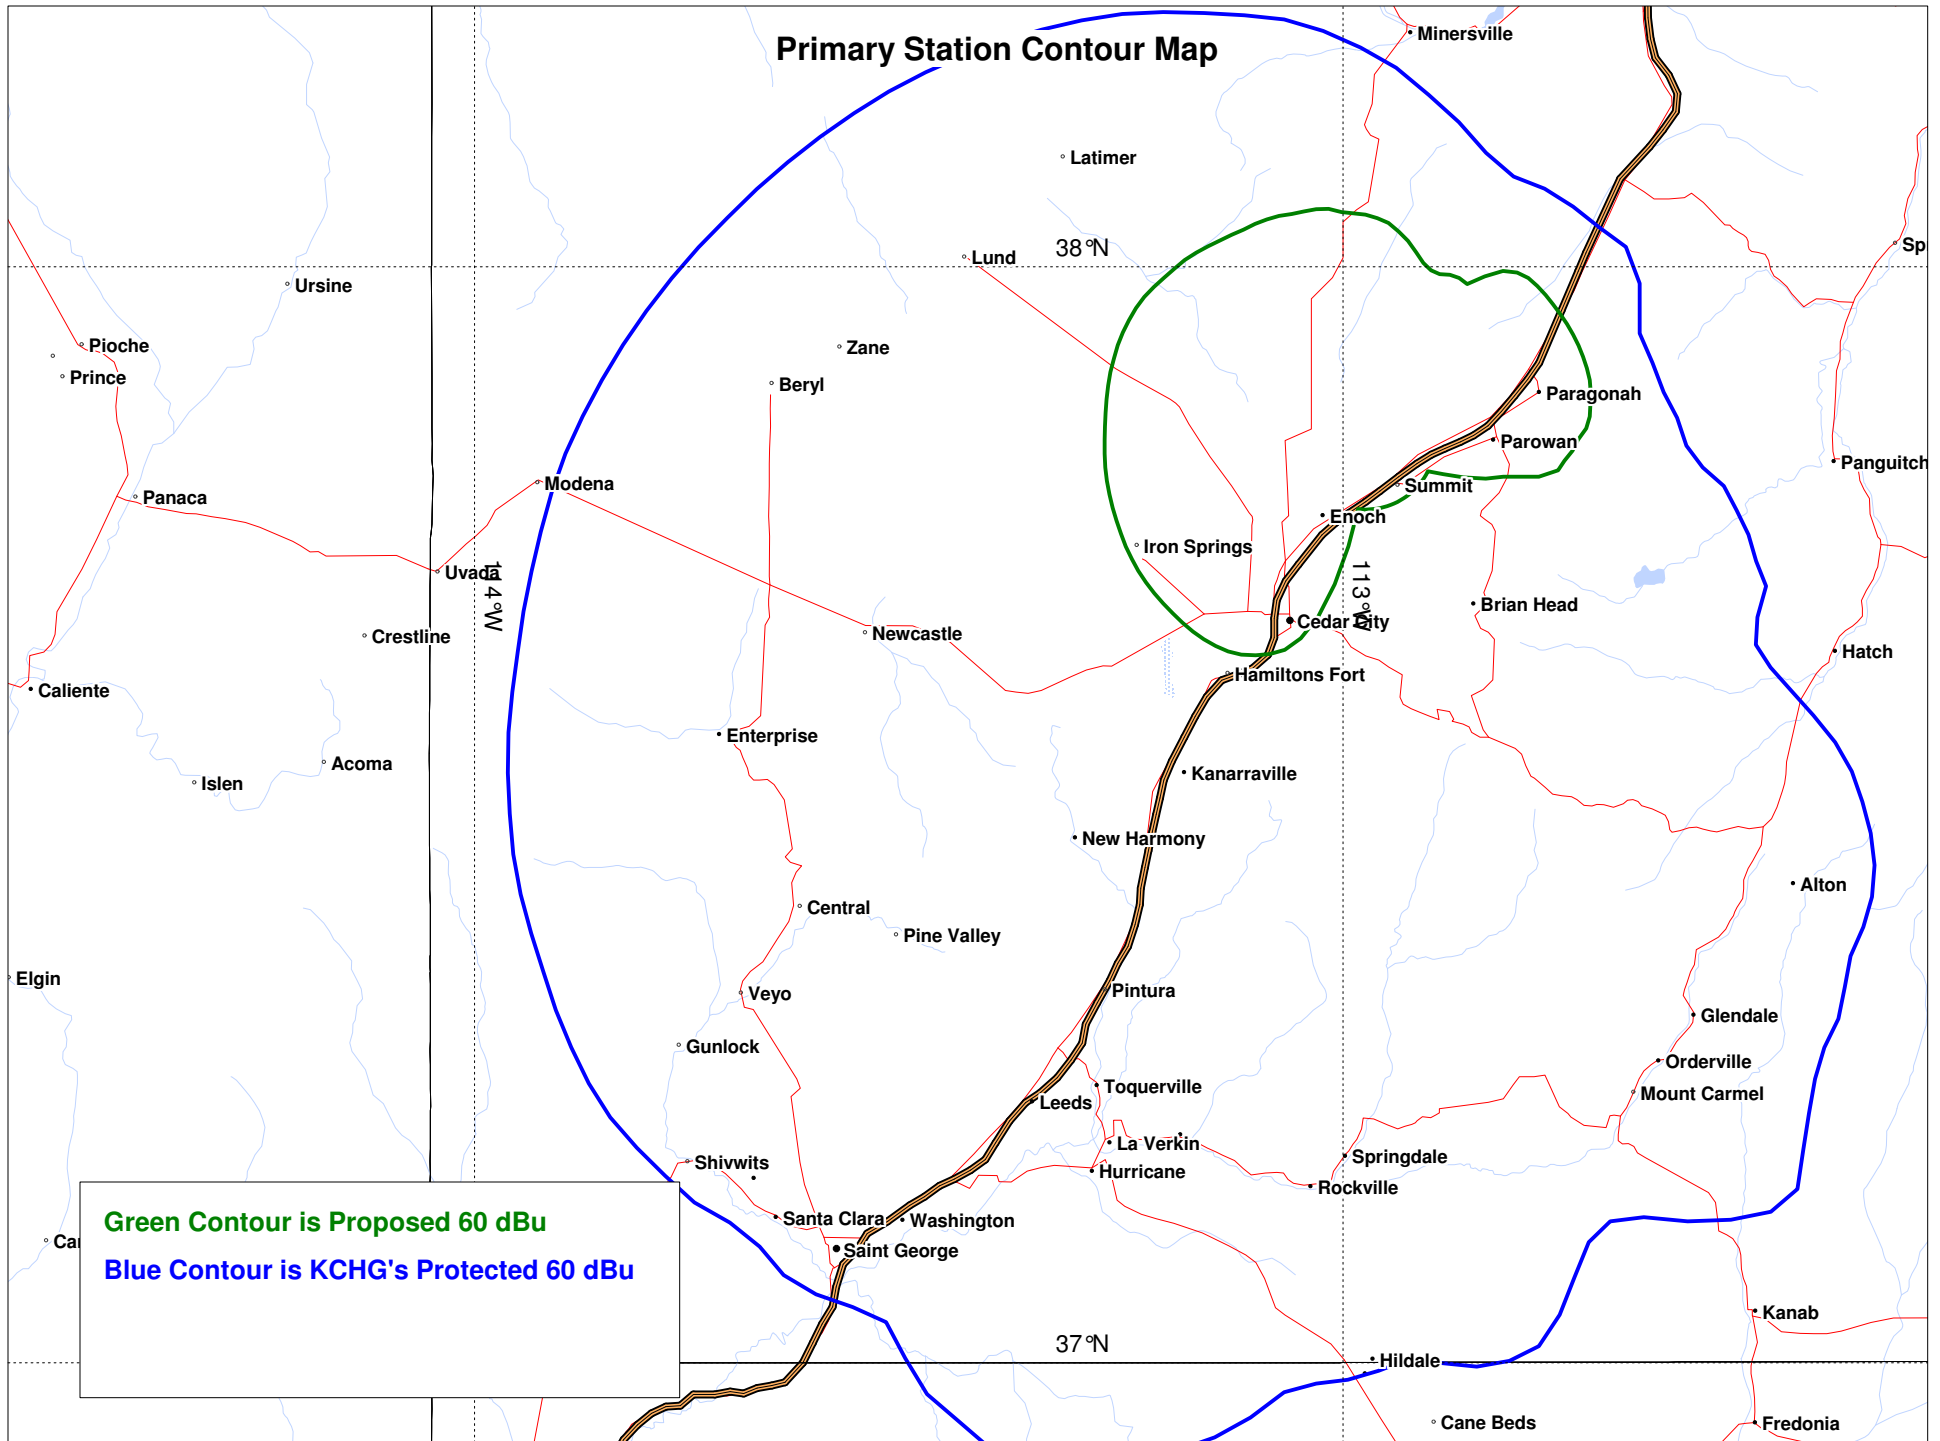 Primary Station Contour Map
Minersville
Latimer
38°N
Lund
Sp
Ursine
Pioche
Zane
Prince
Beryl
Paragonah
Parowan
Panguitch
Modena
Summit
Panaca
Enoch
Iron Springs
Uvada
114°W
113°W
Brian Head
Cedar City
Newcastle
Crestline
Hatch
Hamiltons Fort
Caliente
Enterprise
Acoma
Kanarraville
Islen
New Harmony
Alton
Central
Pine Valley
Elgin
Pintura
Veyo
Glendale
Gunlock
Orderville
Toquerville
Mount Carmel
Leeds
La Verkin
Springdale
Shivwits
Hurricane
Rockville
Santa Clara
Washington
Green Contour is Proposed 60 dBu
Car
Saint George
Blue Contour is KCHG's Protected 60 dBu
Kanab
37°N
Hildale
Cane Beds
Fredonia